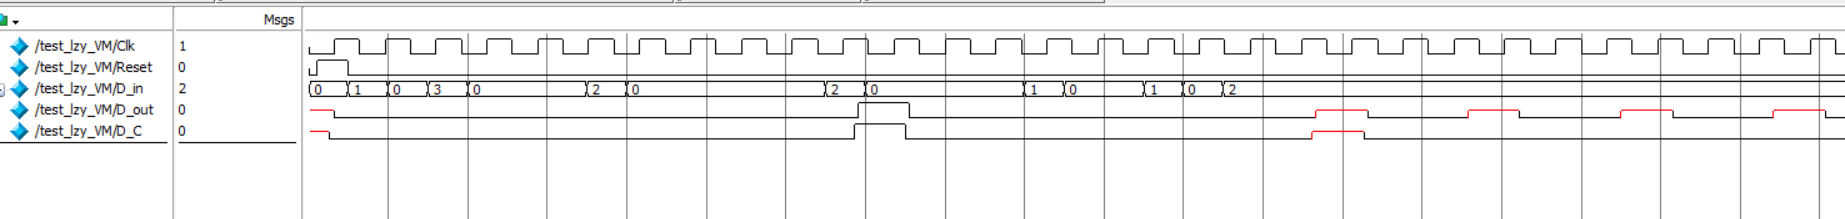 Msgs
/test_lzy_VM/Clk 1
/test_lzy_VM/Reset 0
/test_lzy_VM/D_in 2 0 1 0 3 0 2 0 2 0 1 0 1 0 2
/test_lzy_VM/D_out 0
/test_lzy_VM/D_C 0